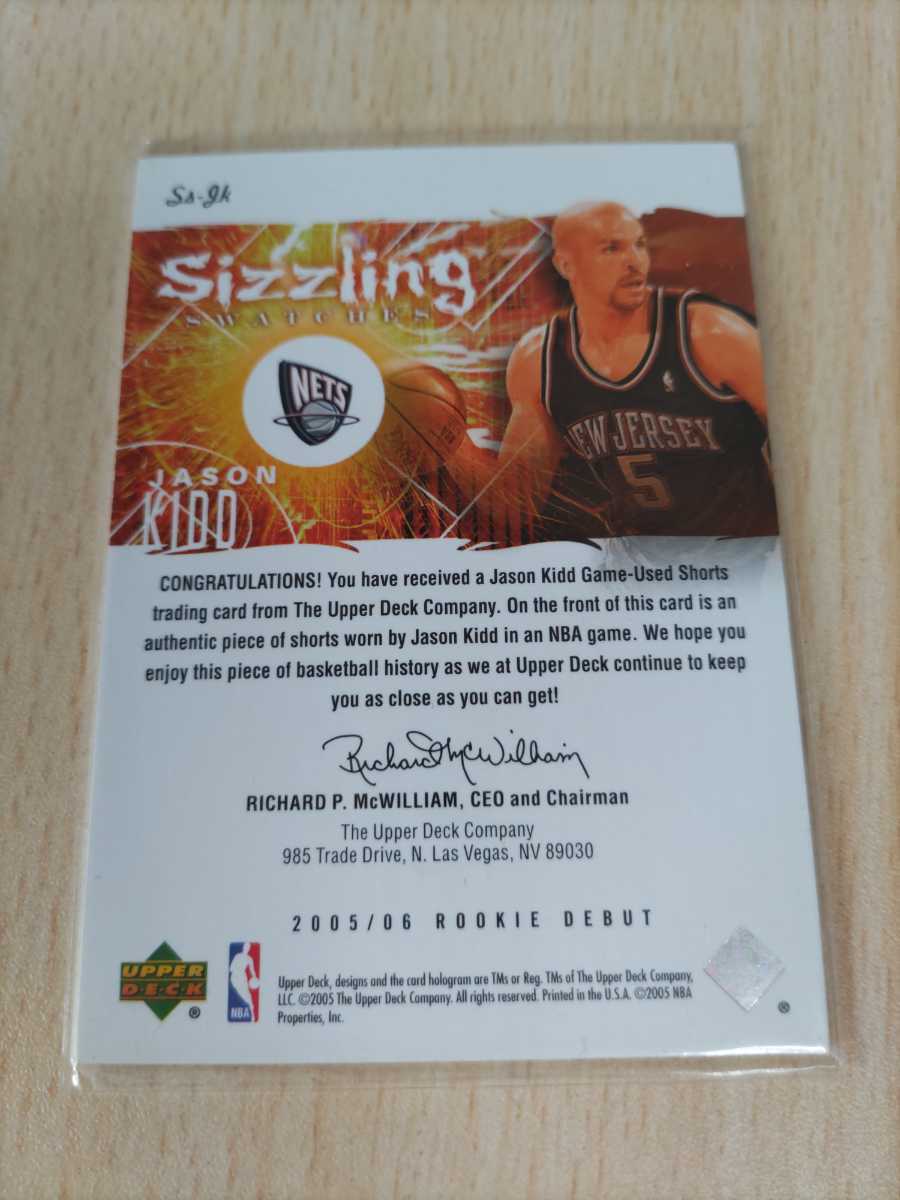 Ss-Jk
Sizzling
SWATCHES
NETS
JASON
KIDD
EW JERSEY
5
CONGRATULATIONS! You have received a Jason Kidd Game-Used Shorts
trading card from The Upper Deck Company. On the front of this card is an
authentic piece of shorts worn by Jason Kidd in an NBA game. We hope you
enjoy this piece of basketball history as we at Upper Deck continue to keep
you as close as you can get!
Richard McWilliam
RICHARD P. McWILLIAM, CEO and Chairman
The Upper Deck Company
985 Trade Drive, N. Las Vegas, NV 89030
2005/06 ROOKIE DEBUT
UPPER
D·E·C·K
®
NBA
Upper Deck, designs and the card hologram are TMs or Reg. TMs of The Upper Deck Company,
LLC. ©2005 The Upper Deck Company. All rights reserved. Printed in the U.S.A. ©2005 NBA
Properties, Inc.
®